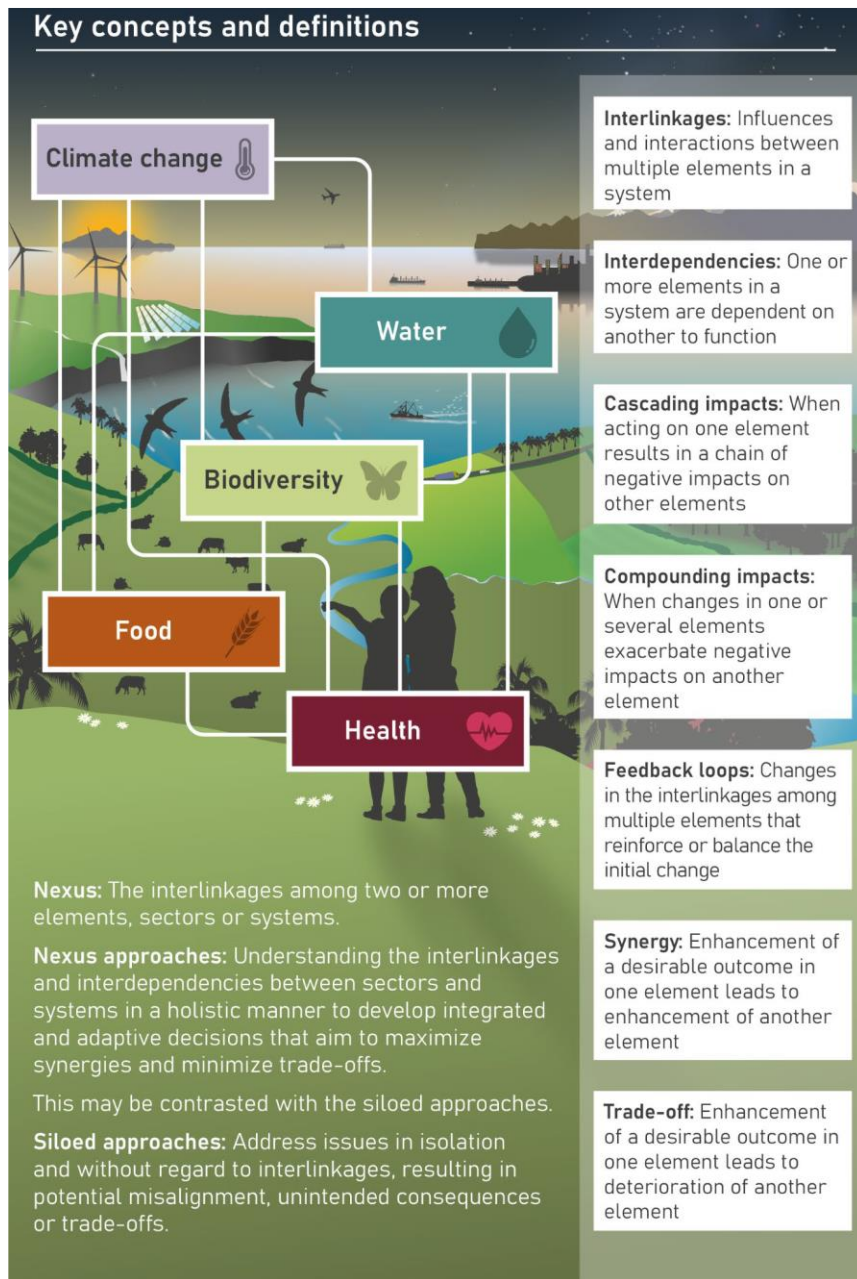 Key concepts and definitions
Climate change
Water
Biodiversity
Food
Health
Nexus: The interlinkages among two or more
elements, sectors or systems.
Nexus approaches: Understanding the interlinkages
and interdependencies between sectors and
systems in a holistic manner to develop integrated
and adaptive decisions that aim to maximize
synergies and minimize trade-offs.
This may be contrasted with the siloed approaches.
Siloed approaches: Address issues in isolation
and without regard to interlinkages, resulting in
potential misalignment, unintended consequences
or trade-offs.
Interlinkages: Influences
and interactions between
multiple elements in a
system
Interdependencies: One or
more elements in a
system are dependent on
another to function
Cascading impacts: When
acting on one element
results in a chain of
negative impacts on
other elements
Compounding impacts:
When changes in one or
several elements
exacerbate negative
impacts on another
element
Feedback loops: Changes
in the interlinkages among
multiple elements that
reinforce or balance the
initial change
Synergy: Enhancement of
a desirable outcome in
one element leads to
enhancement of another
element
Trade-off: Enhancement
of a desirable outcome in
one element leads to
deterioration of another
element